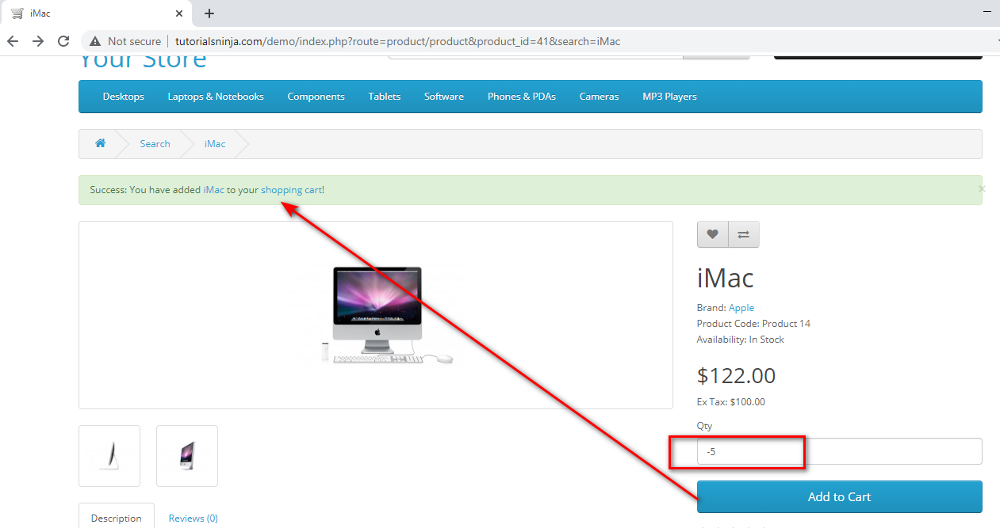 iMac
Not secure
tutorialsninja.com/demo/index.php?route=product/product&product_id=41&search=iMac
Your Store
Desktops Laptops & Notebooks Components Tablets Software Phones & PDAs Cameras MP3 Players
Search iMac
Success: You have added iMac to your shopping cart!
iMac
Brand: Apple
Product Code: Product 14
Availability: In Stock
$122.00
Ex Tax: $100.00
Qty
-5
Add to Cart
Description Reviews (0)